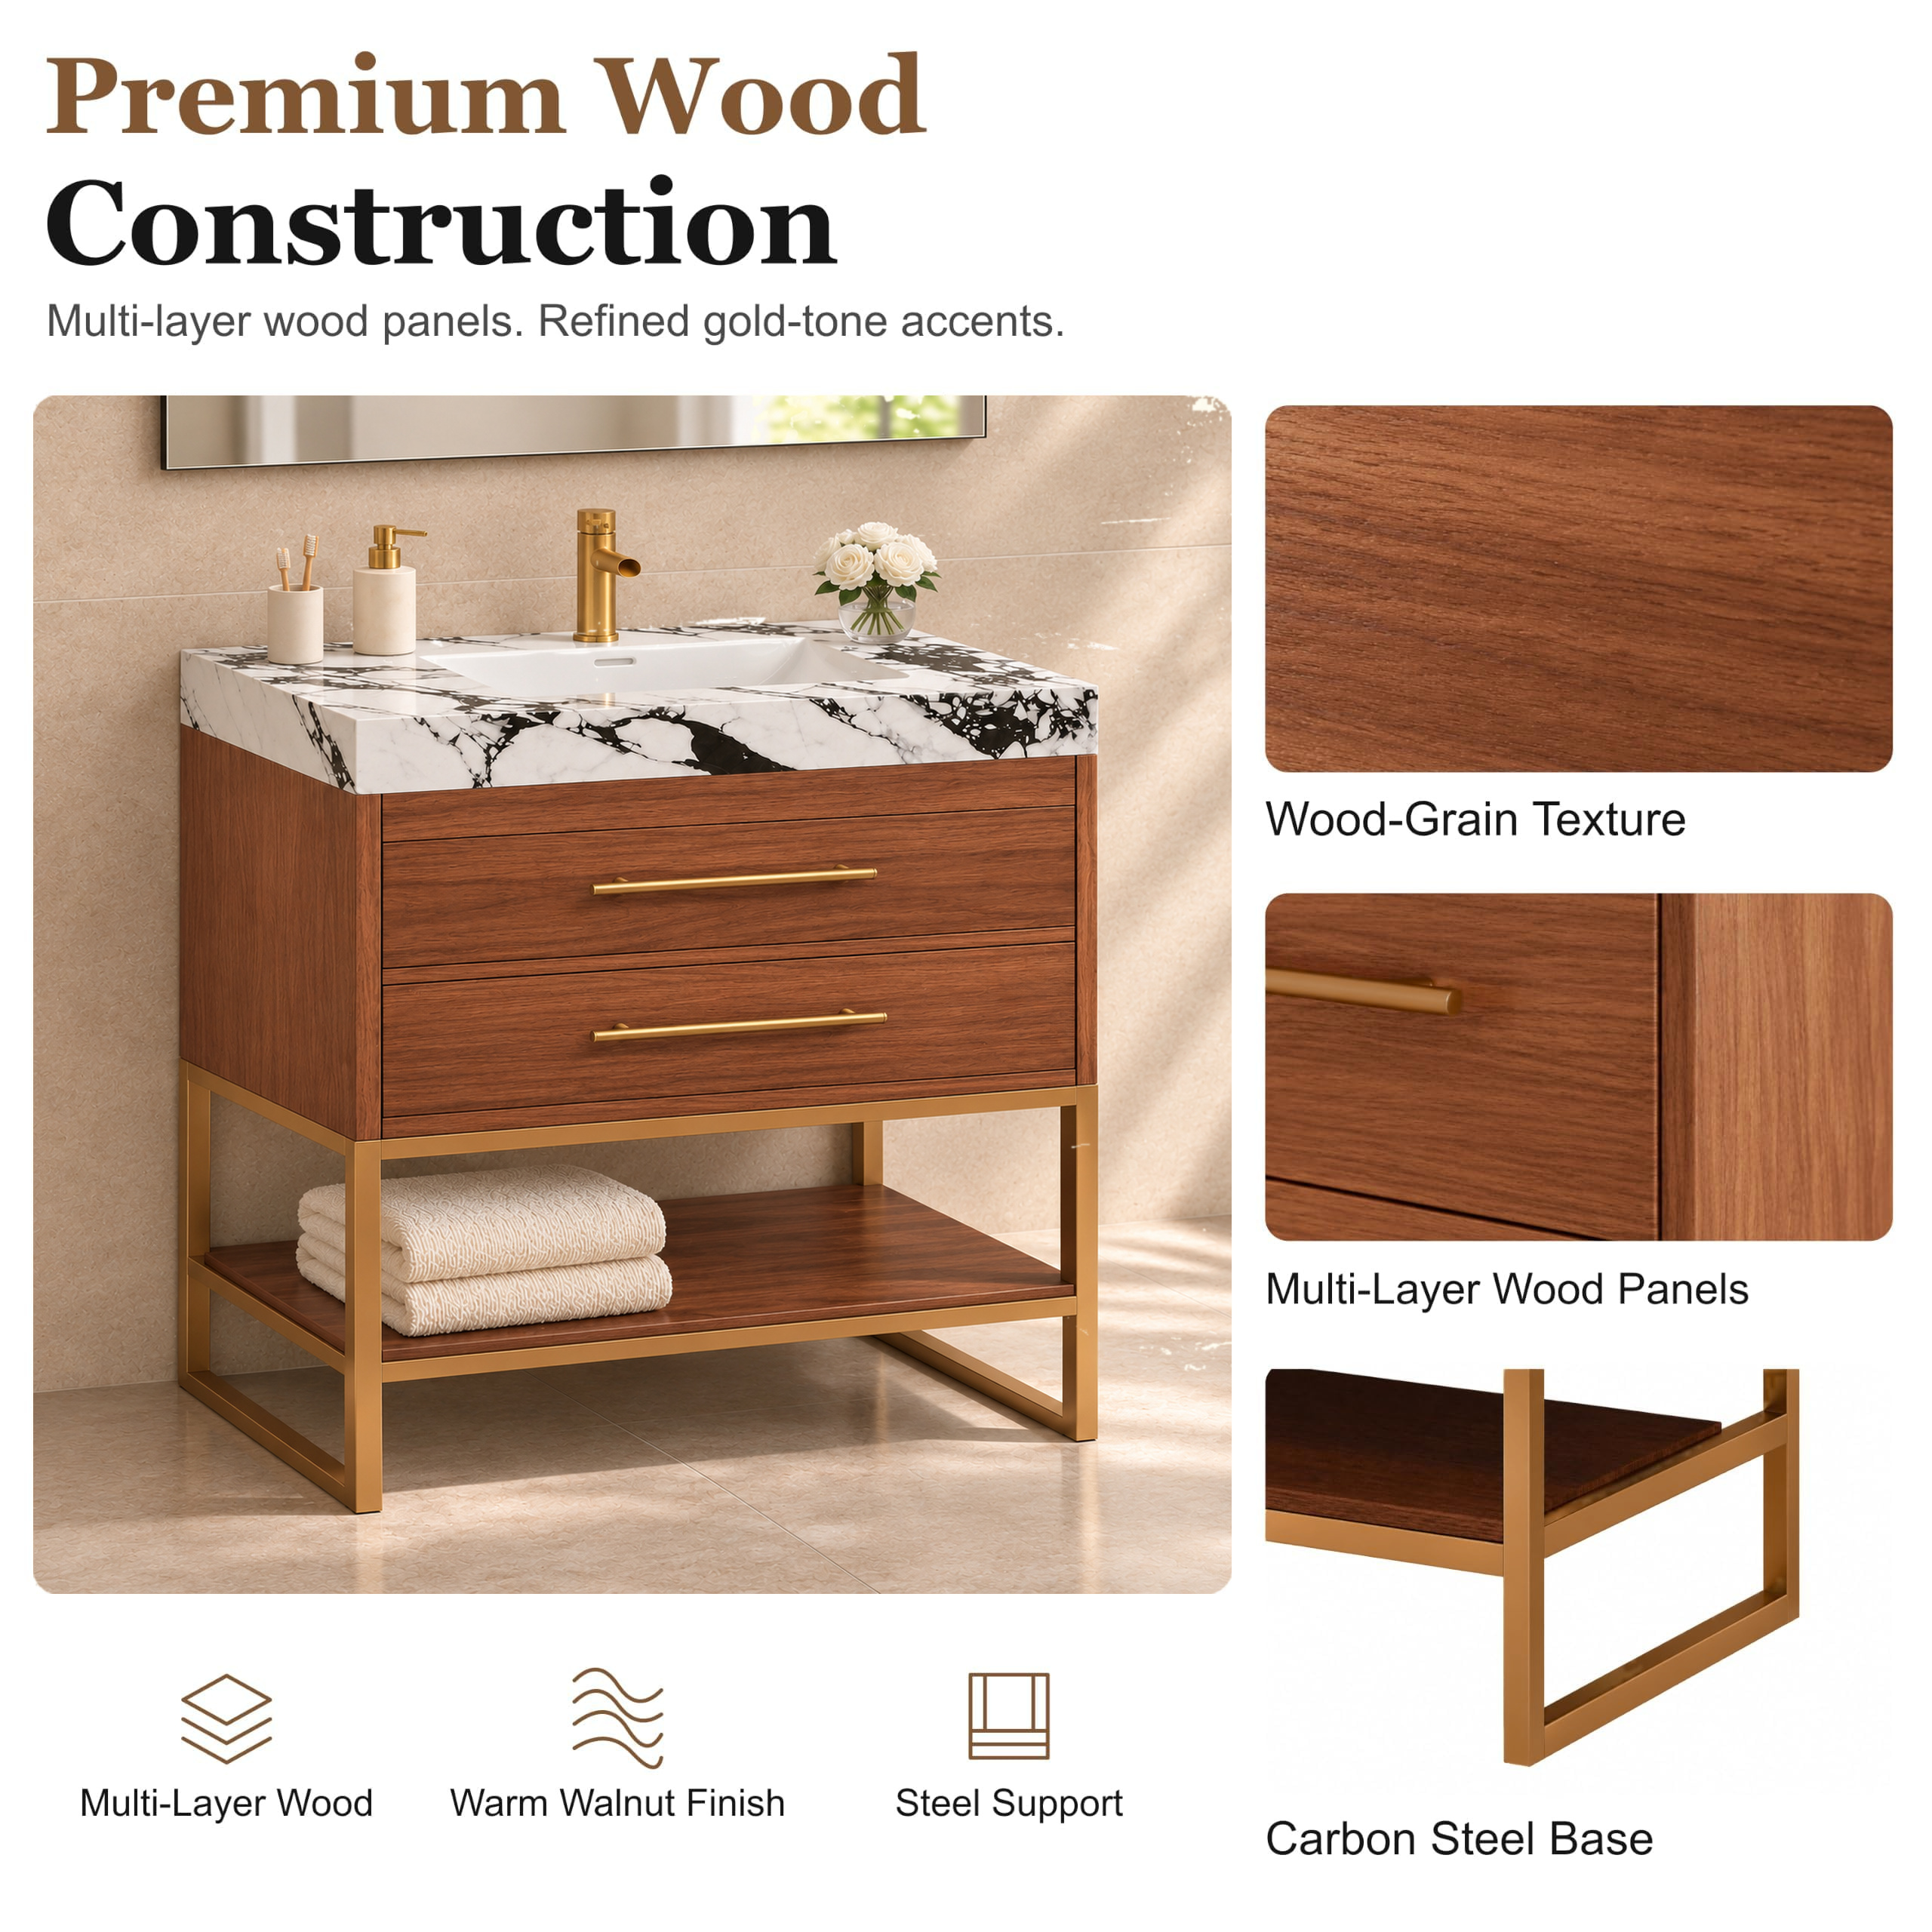 Premium Wood
Construction
Multi-layer wood panels. Refined gold-tone accents.
Wood-Grain Texture
Multi-Layer Wood Panels
Carbon Steel Base
Multi-Layer Wood
Warm Walnut Finish
Steel Support